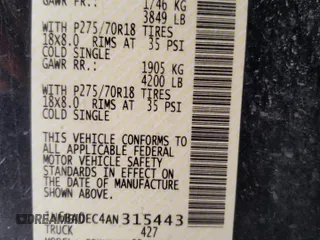 GAWR FR.: 1746 KG
3849 LB
WITH P275/70R18 TIRES
18x8.0 RIMS AT 35 PSI
COLD SINGLE
GAWR RR.: 1905 KG
4200 LB
WITH P275/70R18 TIRES
18x8.0 RIMS AT 35 PSI
COLD SINGLE
THIS VEHICLE CONFORMS TO
ALL APPLICABLE FEDERAL
MOTOR VEHICLE SAFETY
STANDARDS IN EFFECT ON
THE DATE OF MANUFACTURE
SHOWN ABOVE.
315443
TRUCK 427